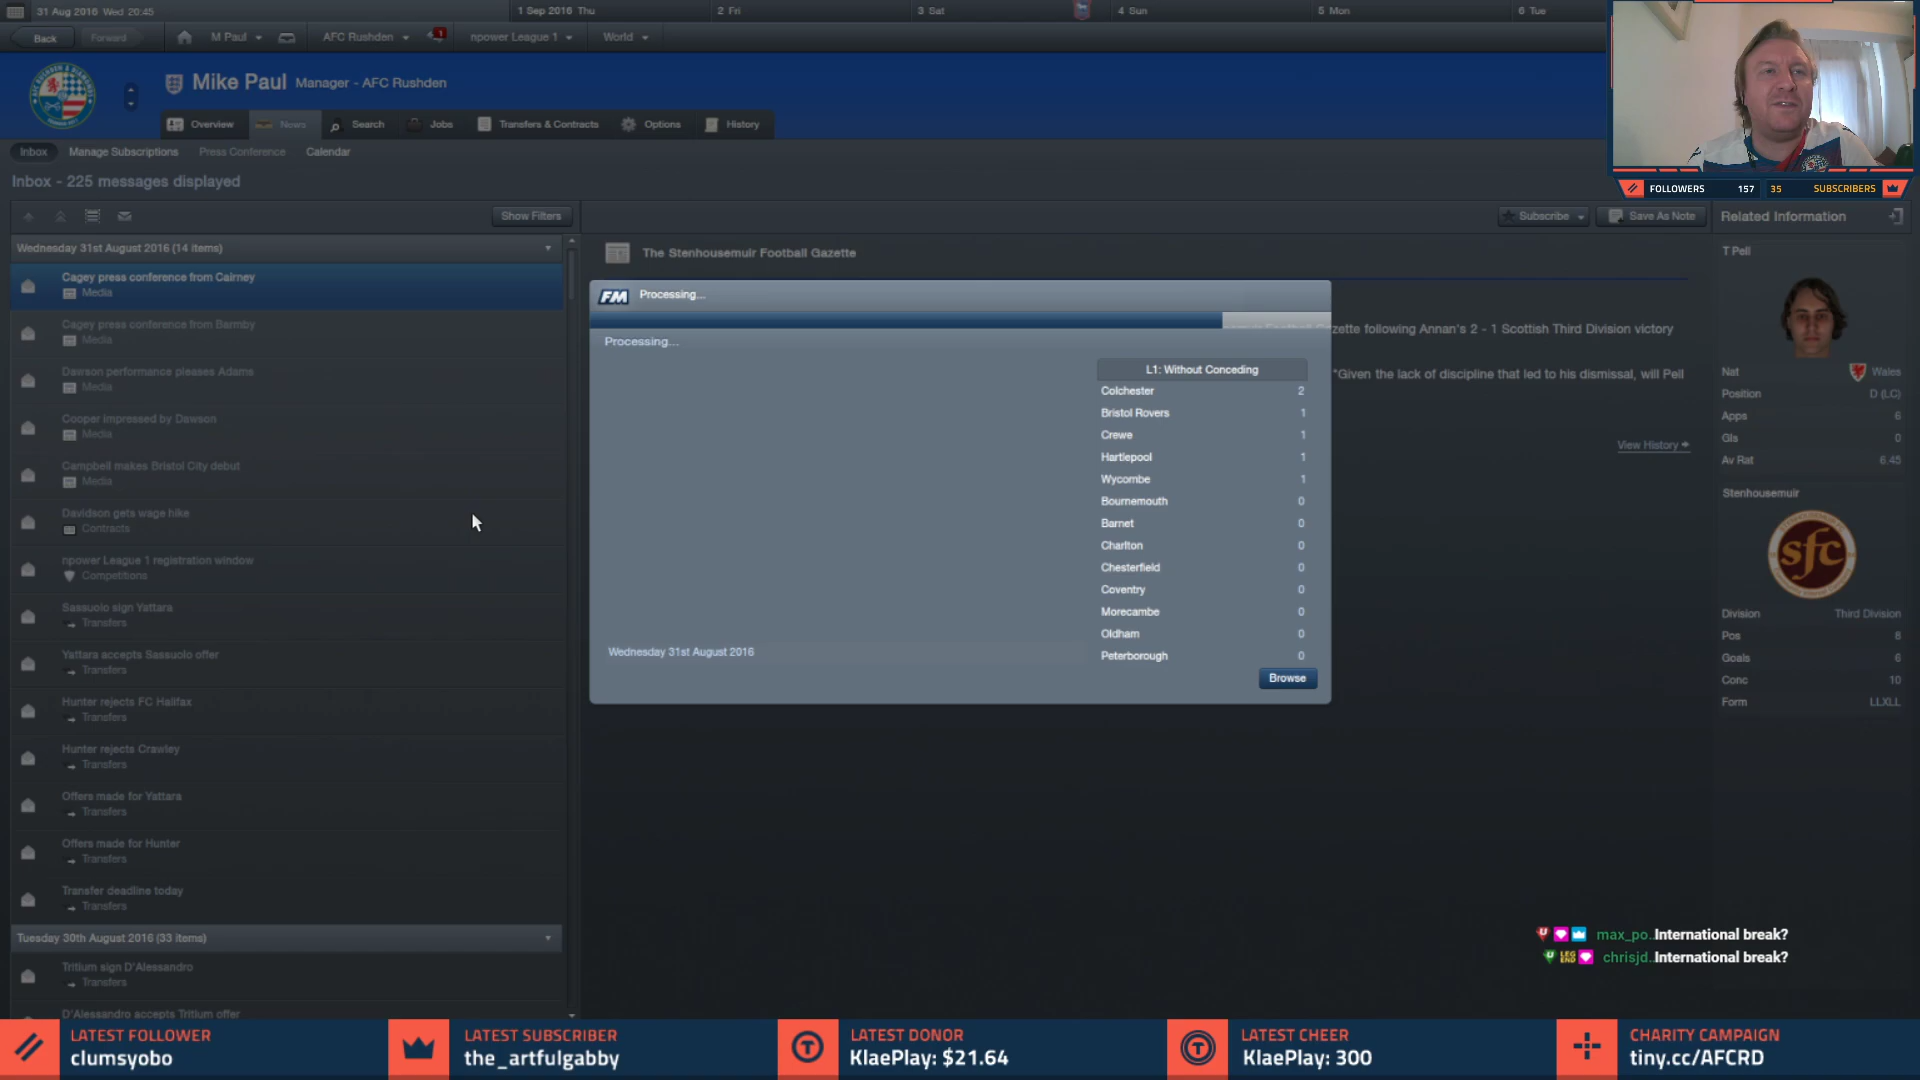 31 Aug 2016 Wed 20:45
1 Sep 2016 Thu
2 Fri
3 Sat
4 Sun
5 Mon
6 Tue
Back
Forward
M Paul
AFC Rushden
1
npower League 1
World
Mike Paul Manager - AFC Rushden
Overview
News
Search
Jobs
Transfers & Contracts
Options
History
Inbox
Manage Subscriptions
Press Conference
Calendar
FOLLOWERS 157 35 SUBSCRIBERS
Inbox - 225 messages displayed
Show Filters
Subscribe
Save As Note
Related Information
Wednesday 31st August 2016 (14 items)
Cagey press conference from Cairney
Media
Cagey press conference from Barmby
Media
Dawson performance pleases Adams
Media
Cooper impressed by Dawson
Media
Campbell makes Bristol City debut
Media
Davidson gets wage hike
Contracts
npower League 1 registration window
Competitions
Sassuolo sign Yattara
Transfers
Yattara accepts Sassuolo offer
Transfers
Hunter rejects FC Halifax
Transfers
Hunter rejects Crawley
Transfers
Offers made for Yattara
Transfers
Offers made for Hunter
Transfers
Transfer deadline today
Transfers
Tuesday 30th August 2016 (33 items)
Tritium sign D'Alessandro
Transfers
D'Alessandro accepts Tritium offer
The Stenhousemuir Football Gazette
FM Processing...
zette following Annan's 2 - 1 Scottish Third Division victory
Processing...
"Given the lack of discipline that led to his dismissal, will Pell
View History
L1: Without Conceding
Colchester 2
Bristol Rovers 1
Crewe 1
Hartlepool 1
Wycombe 1
Bournemouth 0
Barnet 0
Charlton 0
Chesterfield 0
Coventry 0
Morecambe 0
Oldham 0
Peterborough 0
Wednesday 31st August 2016
Browse
T Pell
Nat Wales
Position D (LC)
Apps 6
Gls 0
Av Rat 6.45
Stenhousemuir
sfc
Division Third Division
Pos 8
Goals 6
Conc 10
Form LLXLL
max_po..International break?
chrisjd..International break?
LATEST FOLLOWER
clumsyobo
LATEST SUBSCRIBER
the_artfulgabby
LATEST DONOR
KlaePlay: $21.64
LATEST CHEER
KlaePlay: 300
CHARITY CAMPAIGN
tiny.cc/AFCRD